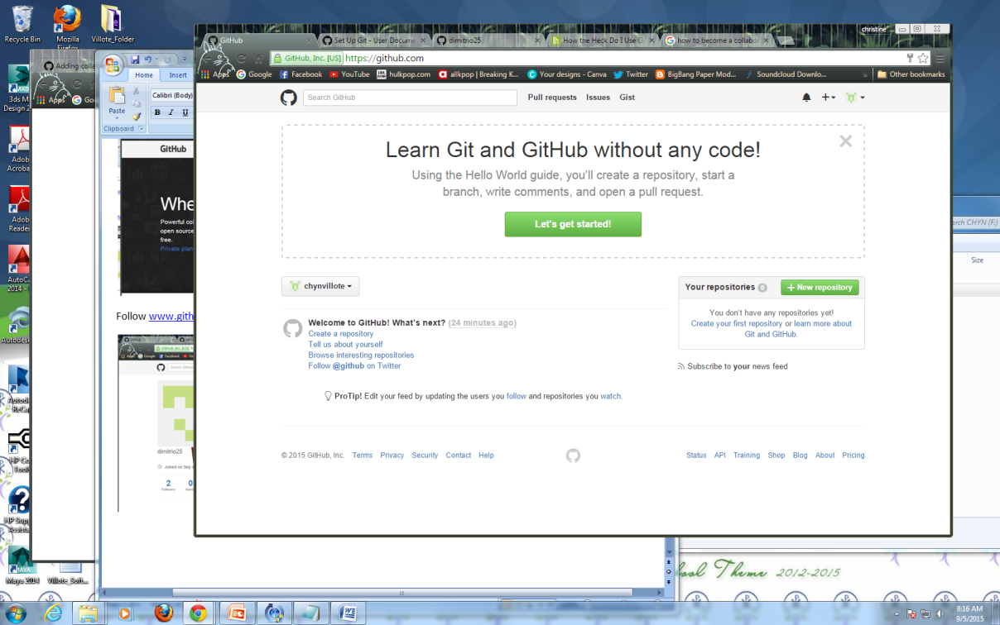 Recycle Bin
Mozilla
Firefox
Villote_Folder
christine
GitHub
Set Up Git - User Docume
dimitrio25
How the Heck Do I Use G
how to become a collabo
GitHub, Inc. [US] https://github.com
Apps Google Facebook YouTube hulkpop.com allkpop | Breaking K... Your designs - Canva Twitter BigBang Paper Mod... Soundcloud Downlo... » Other bookmarks
Search GitHub
Pull requests Issues Gist
Learn Git and GitHub without any code!
Using the Hello World guide, you'll create a repository, start a
branch, write comments, and open a pull request.
Let's get started!
chynvillote
Your repositories 0
New repository
You don't have any repositories yet!
Create your first repository or learn more about
Git and GitHub.
Subscribe to your news feed
Welcome to GitHub! What's next? (24 minutes ago)
Create a repository
Tell us about yourself
Browse interesting repositories
Follow @github on Twitter
ProTip! Edit your feed by updating the users you follow and repositories you watch.
© 2015 GitHub, Inc. Terms Privacy Security Contact Help
Status API Training Shop Blog About Pricing
Adding colla
Apps Goo
Home Insert
Paste
Calibri (Body)
B I U
Clipboard
GitHub
Whe
Powerful col
open source
free.
Private plan
Follow www.gith
dimitrio25
Joined on Sep
2 0
Followers
3ds M
Design 2
Adob
Acroba
Adob
Reade
AutoCA
2014 -
Autodesk
Autod
ReCa
HP Co
Tool
HP Supp
Assista
MAYA
Maya 2014
Villote_Soft...
arch CHYN (F:)
Size
ool Theme 2012-2015
8:16 AM
9/5/2015